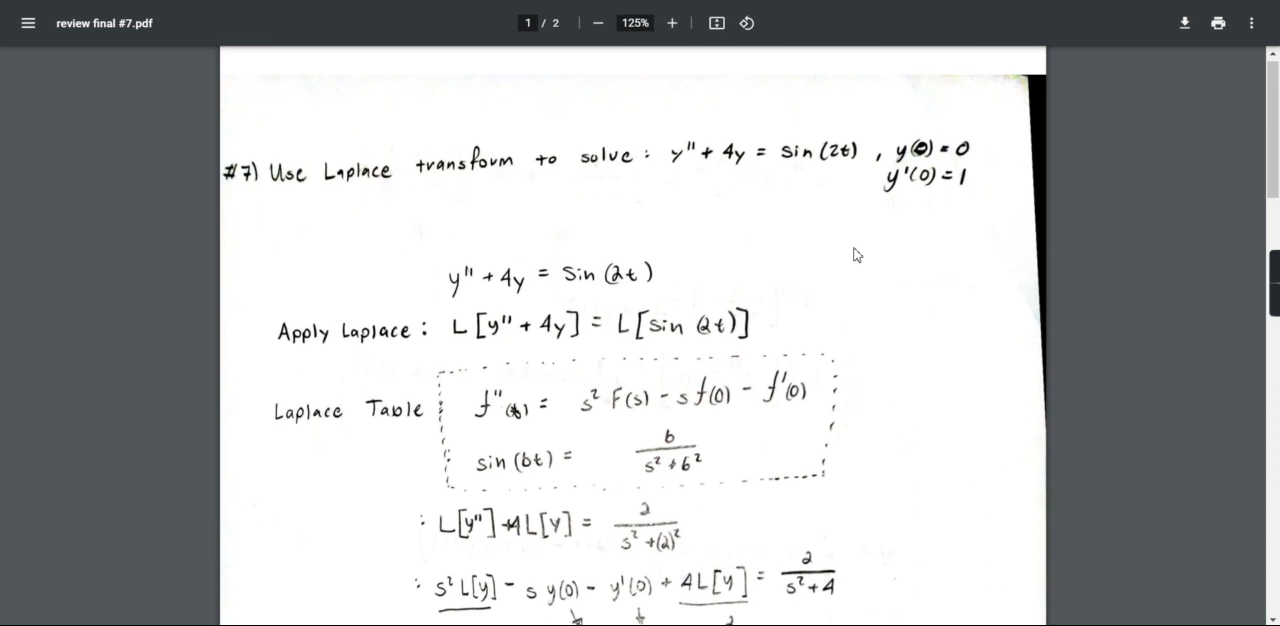 review final #7.pdf
1 / 2
125%
#7) Use Laplace transform to solve : y" + 4y = sin (2t) , y(0) = 0
y'(0) = 1
y" + 4y = Sin (2t)
Apply Laplace : L [y" + 4y] = L [sin (2t)]
Laplace Table : f"(t) = s² F(s) - s f(0) - f'(0)
sin (bt) = b / s² + b²
: L[y"] + 4L[y] = 2 / s² + (2)²
: s² L[y] - s y(0) - y'(0) + 4L[y] = 2 / s² + 4